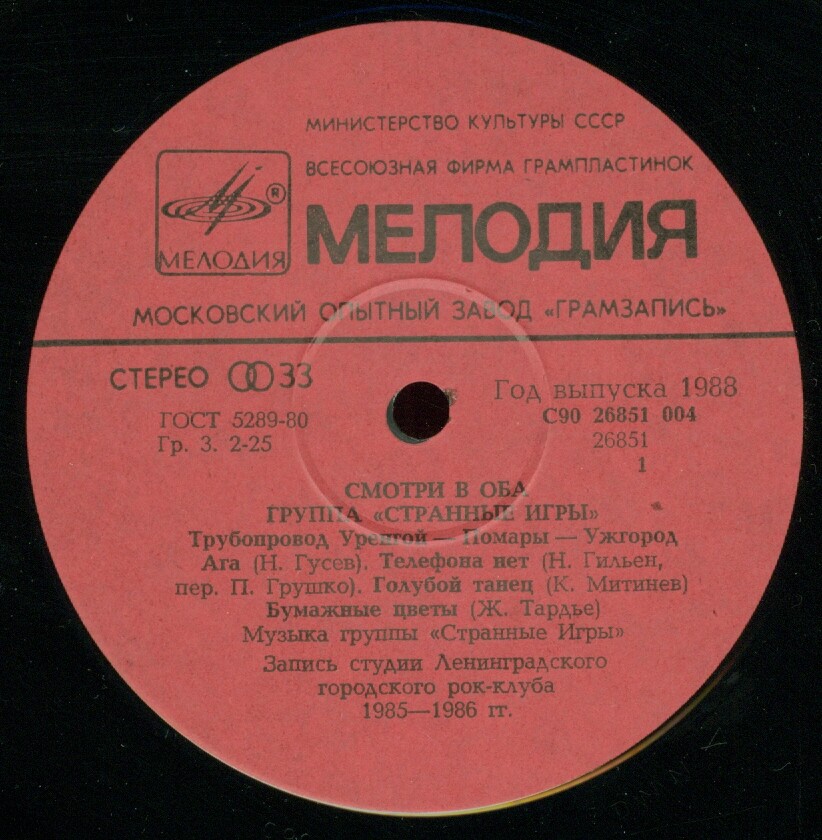 МИНИСТЕРСТВО КУЛЬТУРЫ СССР
ВСЕСОЮЗНАЯ ФИРМА ГРАМПЛАСТИНОК
®
МЕЛОДИЯ
МЕЛОДИЯ
МОСКОВСКИЙ ОПЫТНЫЙ ЗАВОД «ГРАМЗАПИСЬ»
СТЕРЕО 33
Год выпуска 1988
ГОСТ 5289-80
С90 26851 004
Гр. 3. 2-25
26851
1
СМОТРИ В ОБА
ГРУППА «СТРАННЫЕ ИГРЫ»
Трубопровод Уренгой — Помары — Ужгород
Ага (Н. Гусев). Телефона нет (Н. Гильен,
пер. П. Грушко). Голубой танец (К. Митинев)
Бумажные цветы (Ж. Тардье)
Музыка группы «Странные Игры»
Запись студии Ленинградского
городского рок-клуба
1985—1986 гг.